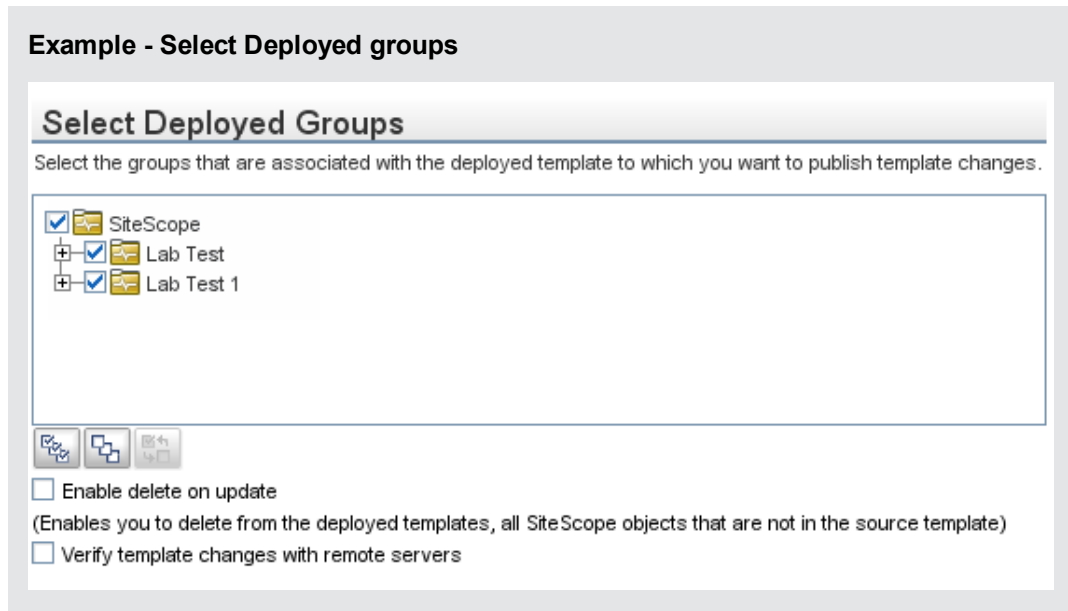 Example - Select Deployed groups
Select Deployed Groups
Select the groups that are associated with the deployed template to which you want to publish template changes.
SiteScope
Lab Test
Lab Test 1
Enable delete on update
(Enables you to delete from the deployed templates, all SiteScope objects that are not in the source template)
Verify template changes with remote servers